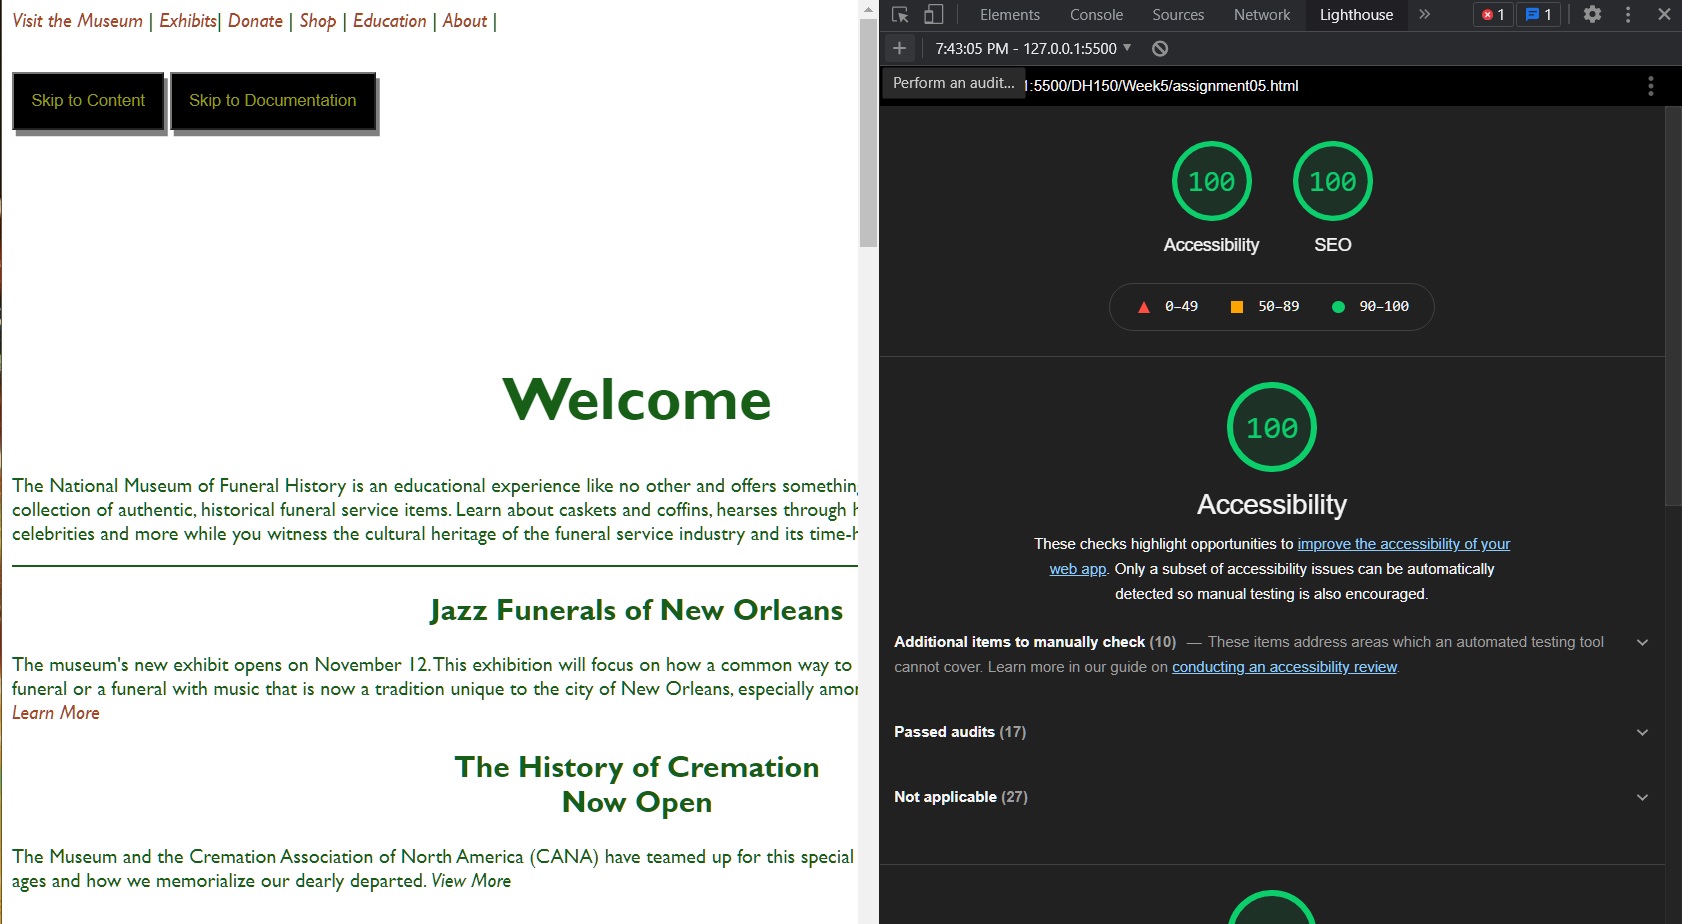 Visit the Museum | Exhibits| Donate | Shop | Education | About |
Skip to Content
Skip to Documentation
Welcome
The National Museum of Funeral History is an educational experience like no other and offers something
collection of authentic, historical funeral service items. Learn about caskets and coffins, hearses through h
celebrities and more while you witness the cultural heritage of the funeral service industry and its time-h
Jazz Funerals of New Orleans
The museum's new exhibit opens on November 12. This exhibition will focus on how a common way to
funeral or a funeral with music that is now a tradition unique to the city of New Orleans, especially amon
Learn More
The History of Cremation
Now Open
The Museum and the Cremation Association of North America (CANA) have teamed up for this special
ages and how we memorialize our dearly departed. View More
Elements Console Sources Network Lighthouse » 1 1
+ 7:43:05 PM - 127.0.0.1:5500
Perform an audit... 1:5500/DH150/Week5/assignment05.html
100 100
Accessibility SEO
0–49 50–89 90–100
100
Accessibility
These checks highlight opportunities to improve the accessibility of your
web app. Only a subset of accessibility issues can be automatically
detected so manual testing is also encouraged.
Additional items to manually check (10) — These items address areas which an automated testing tool
cannot cover. Learn more in our guide on conducting an accessibility review.
Passed audits (17)
Not applicable (27)